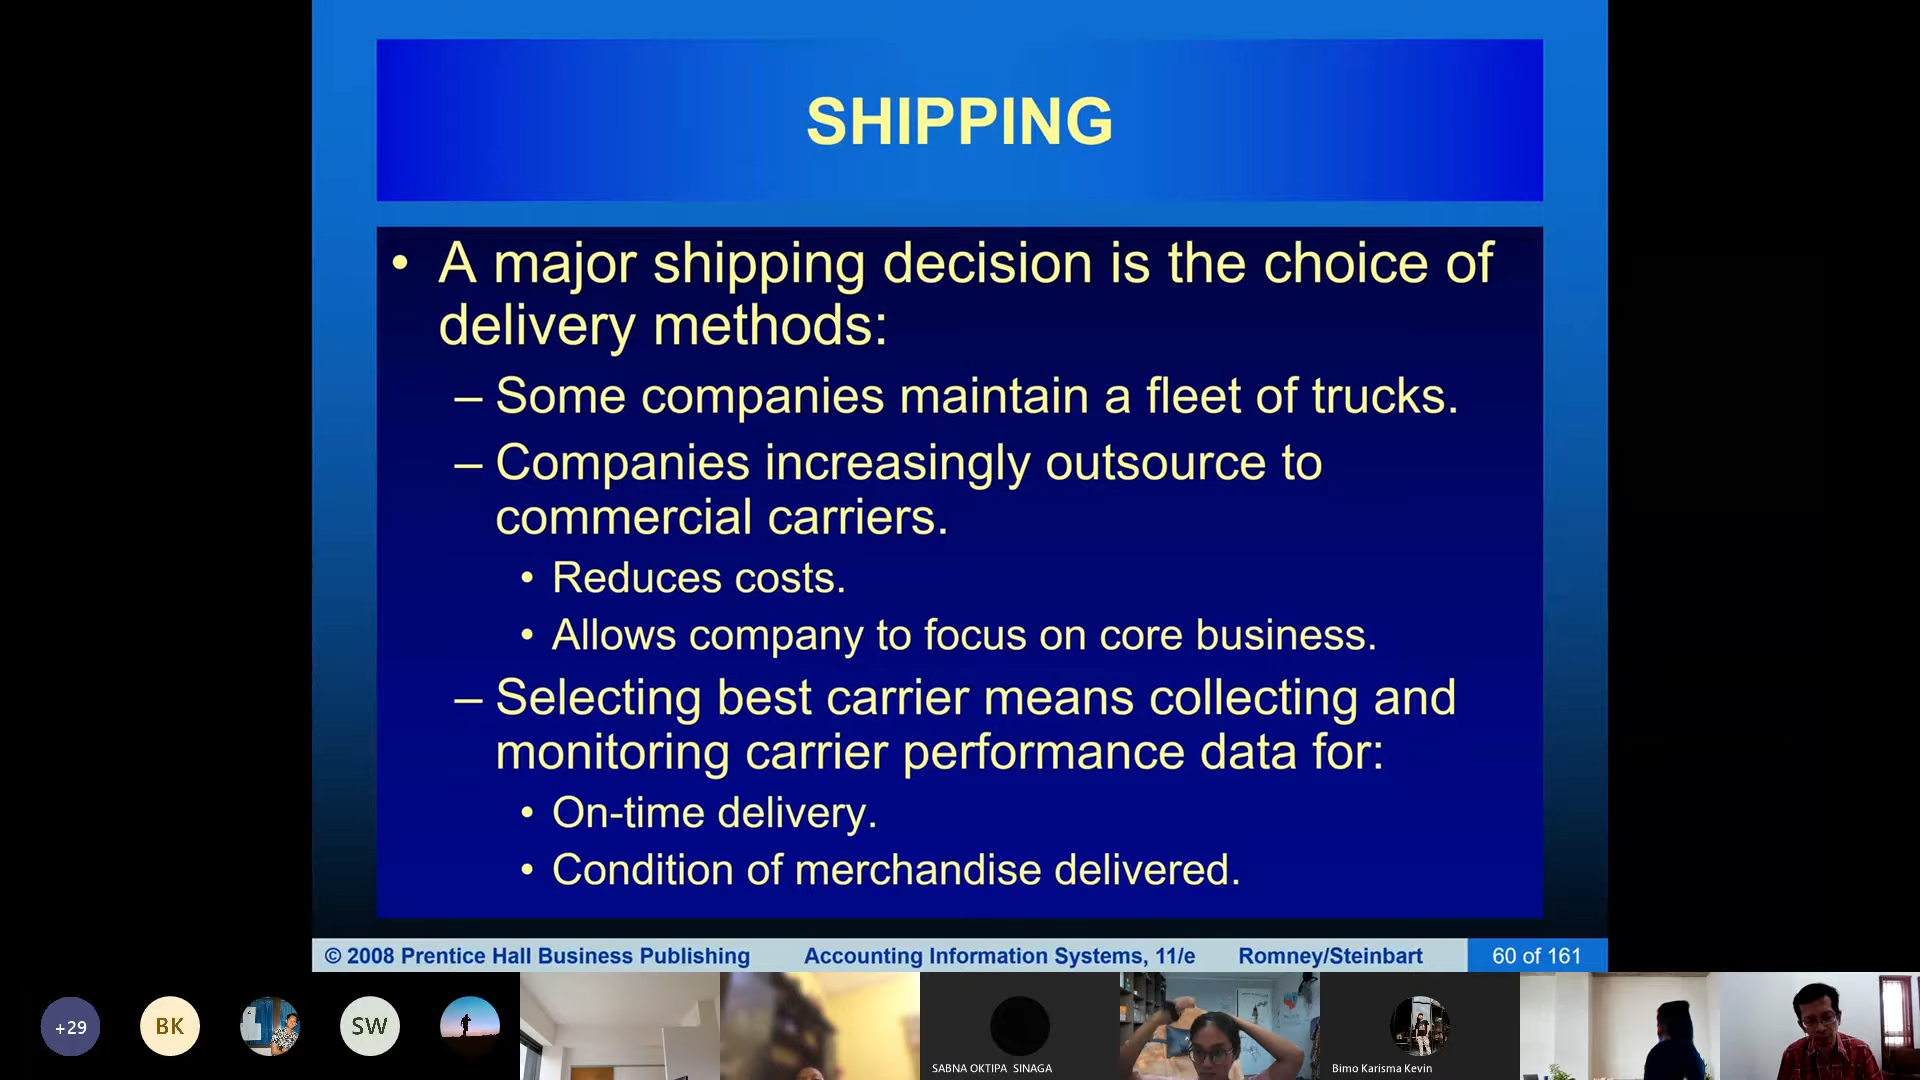 SHIPPING
• A major shipping decision is the choice of
delivery methods:
– Some companies maintain a fleet of trucks.
– Companies increasingly outsource to
commercial carriers.
• Reduces costs.
• Allows company to focus on core business.
– Selecting best carrier means collecting and
monitoring carrier performance data for:
• On-time delivery.
• Condition of merchandise delivered.
© 2008 Prentice Hall Business Publishing Accounting Information Systems, 11/e Romney/Steinbart 60 of 161
+29 BK SW
SABNA OKTIPA SINAGA Bimo Karisma Kevin